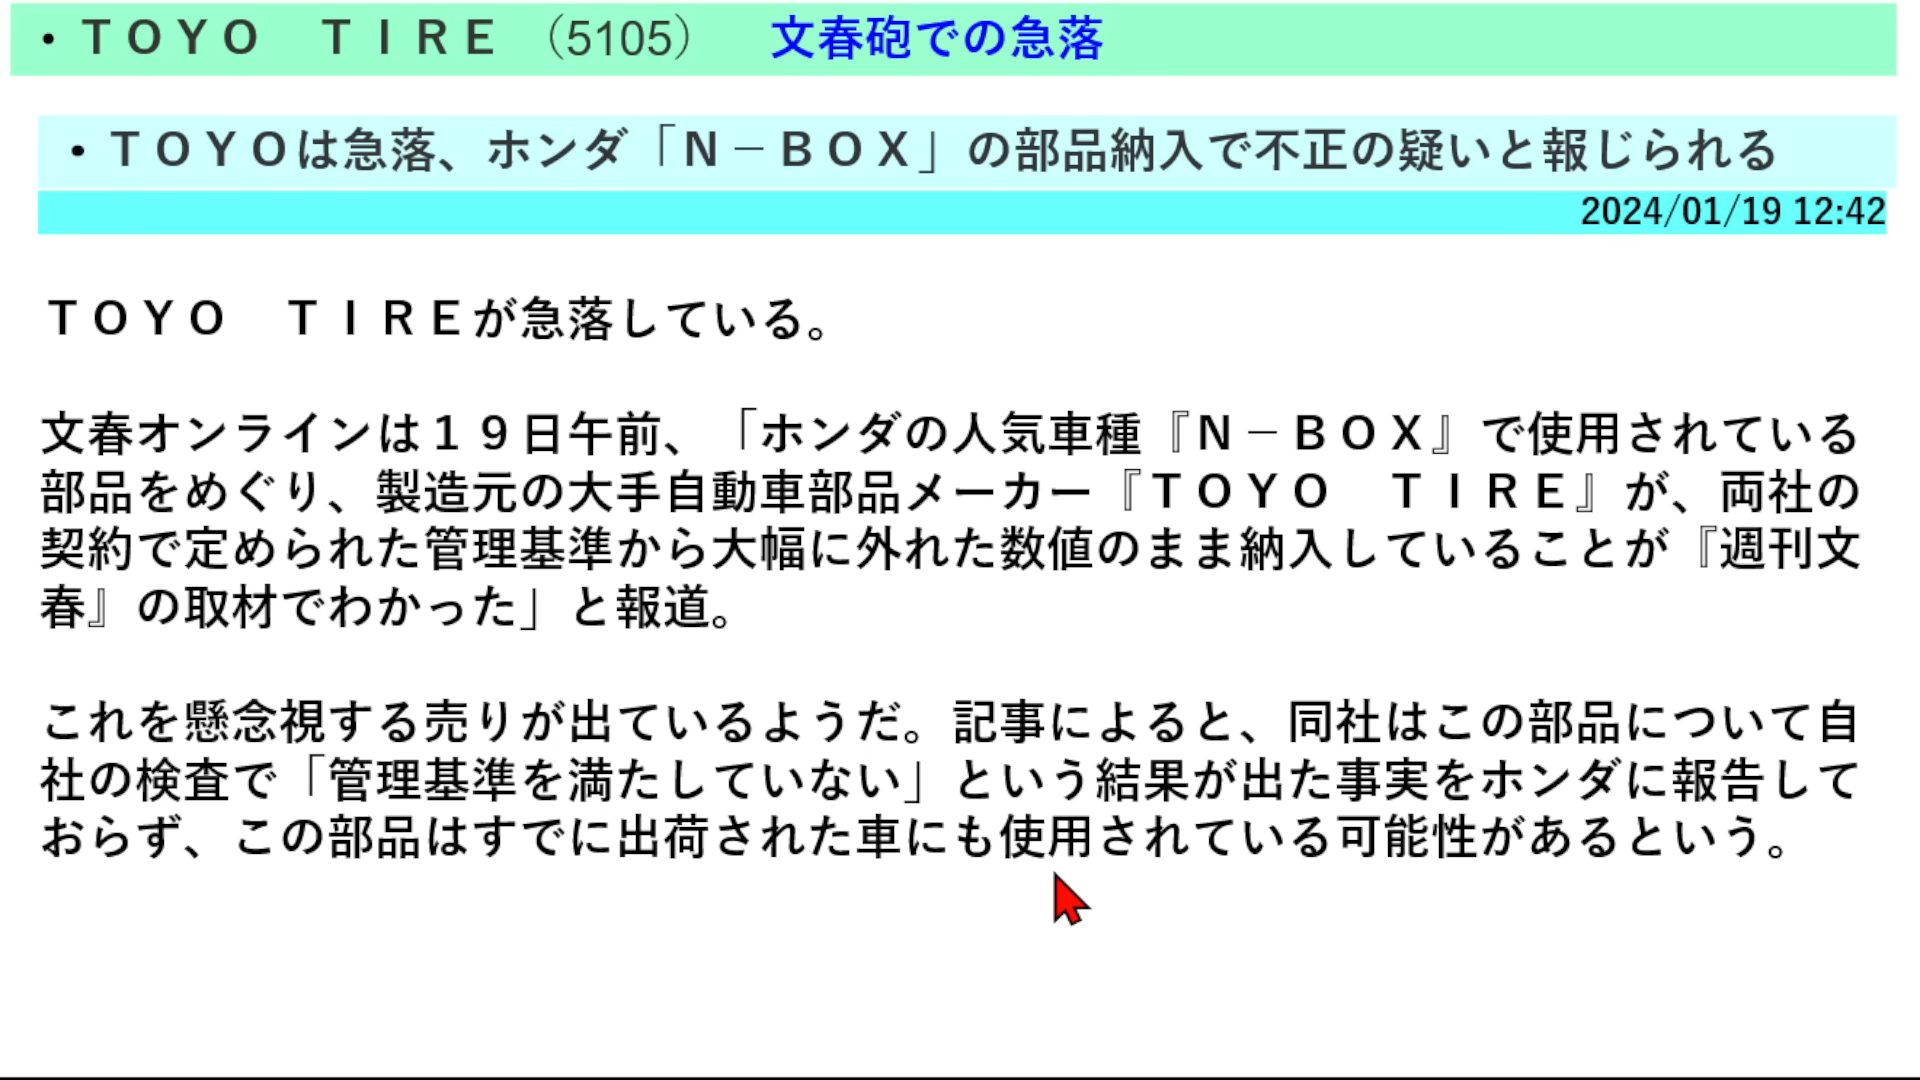 ・ＴＯＹＯ　ＴＩＲＥ（5105）　文春砲での急落
・ＴＯＹＯは急落、ホンダ「Ｎ－ＢＯＸ」の部品納入で不正の疑いと報じられる
2024/01/19 12:42
ＴＯＹＯ　ＴＩＲＥが急落している。
文春オンラインは１９日午前、「ホンダの人気車種『Ｎ－ＢＯＸ』で使用されている
部品をめぐり、製造元の大手自動車部品メーカー『ＴＯＹＯ　ＴＩＲＥ』が、両社の
契約で定められた管理基準から大幅に外れた数値のまま納入していることが『週刊文
春』の取材でわかった」と報道。
これを懸念視する売りが出ているようだ。記事によると、同社はこの部品について自
社の検査で「管理基準を満たしていない」という結果が出た事実をホンダに報告して
おらず、この部品はすでに出荷された車にも使用されている可能性があるという。